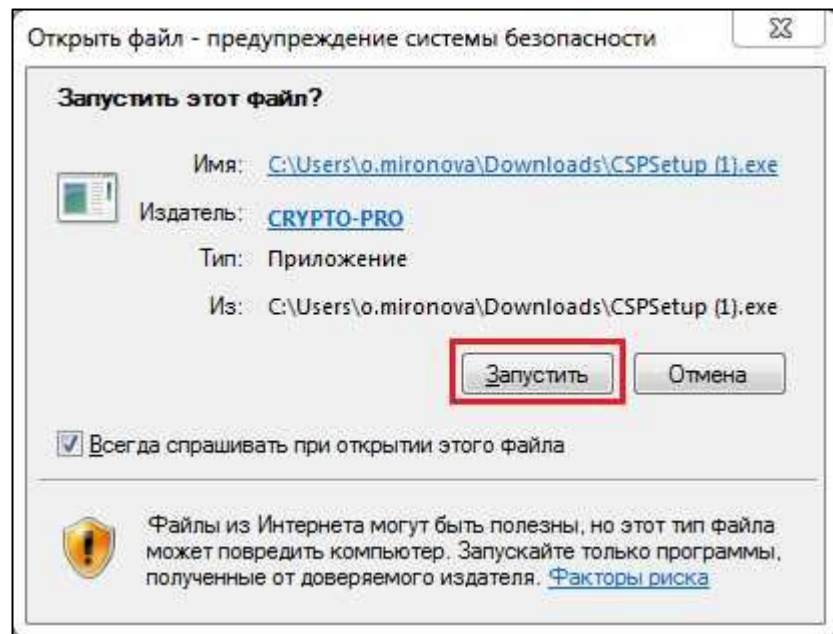 Открыть файл - предупреждение системы безопасности
Запустить этот файл?
Имя: C:\Users\o.mironova\Downloads\CSPSetup (1).exe
Издатель: CRYPTO-PRO
Тип: Приложение
Из: C:\Users\o.mironova\Downloads\CSPSetup (1).exe
Запустить Отмена
Всегда спрашивать при открытии этого файла
Файлы из Интернета могут быть полезны, но этот тип файла
может повредить компьютер. Запускайте только программы,
полученные от доверяемого издателя. Факторы риска